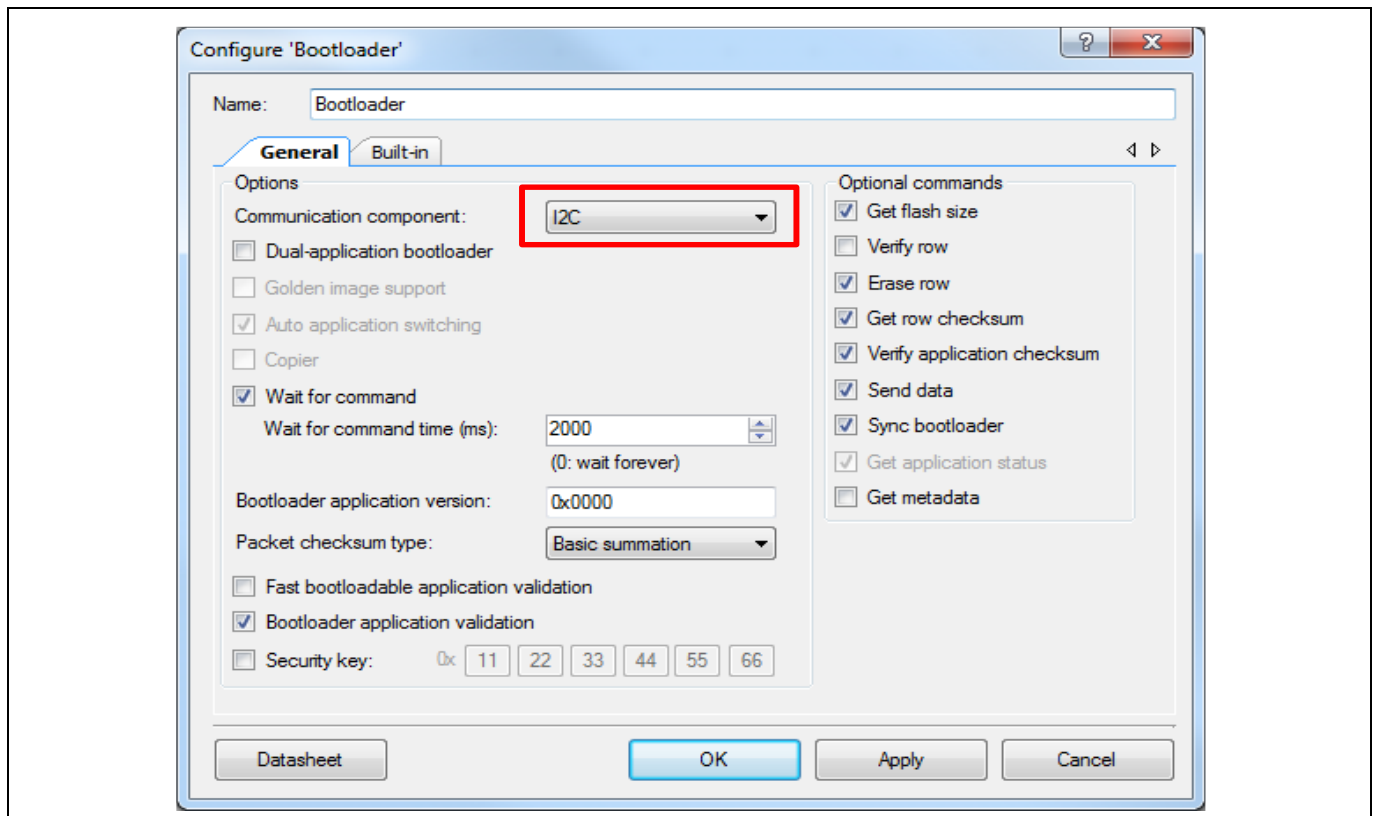 Configure 'Bootloader'
Name: Bootloader
General Built-in
Options
Communication component: I2C
Dual-application bootloader
Golden image support
Auto application switching
Copier
Wait for command
Wait for command time (ms): 2000
(0: wait forever)
Bootloader application version: 0x0000
Packet checksum type: Basic summation
Fast bootloadable application validation
Bootloader application validation
Security key: 0x 11 22 33 44 55 66
Optional commands
Get flash size
Verify row
Erase row
Get row checksum
Verify application checksum
Send data
Sync bootloader
Get application status
Get metadata
Datasheet OK Apply Cancel